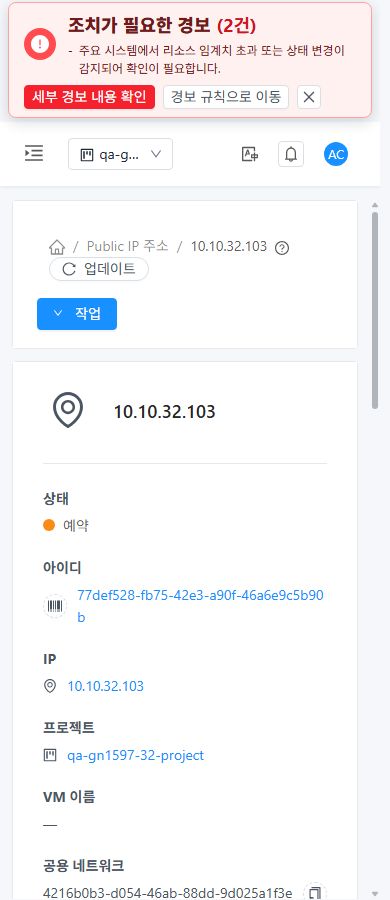 조치가 필요한 경보 (2건)
- 주요 시스템에서 리소스 임계치 초과 또는 상태 변경이
감지되어 확인이 필요합니다.
세부 경보 내용 확인 경보 규칙으로 이동
qa-g... AC
/ Public IP 주소 / 10.10.32.103
업데이트
작업
10.10.32.103
상태
예약
아이디
77def528-fb75-42e3-a90f-46a6e9c5b90
b
IP
10.10.32.103
프로젝트
qa-gn1597-32-project
VM 이름
—
공용 네트워크
4216b0b3-d054-46ab-88dd-9d025a1f3e